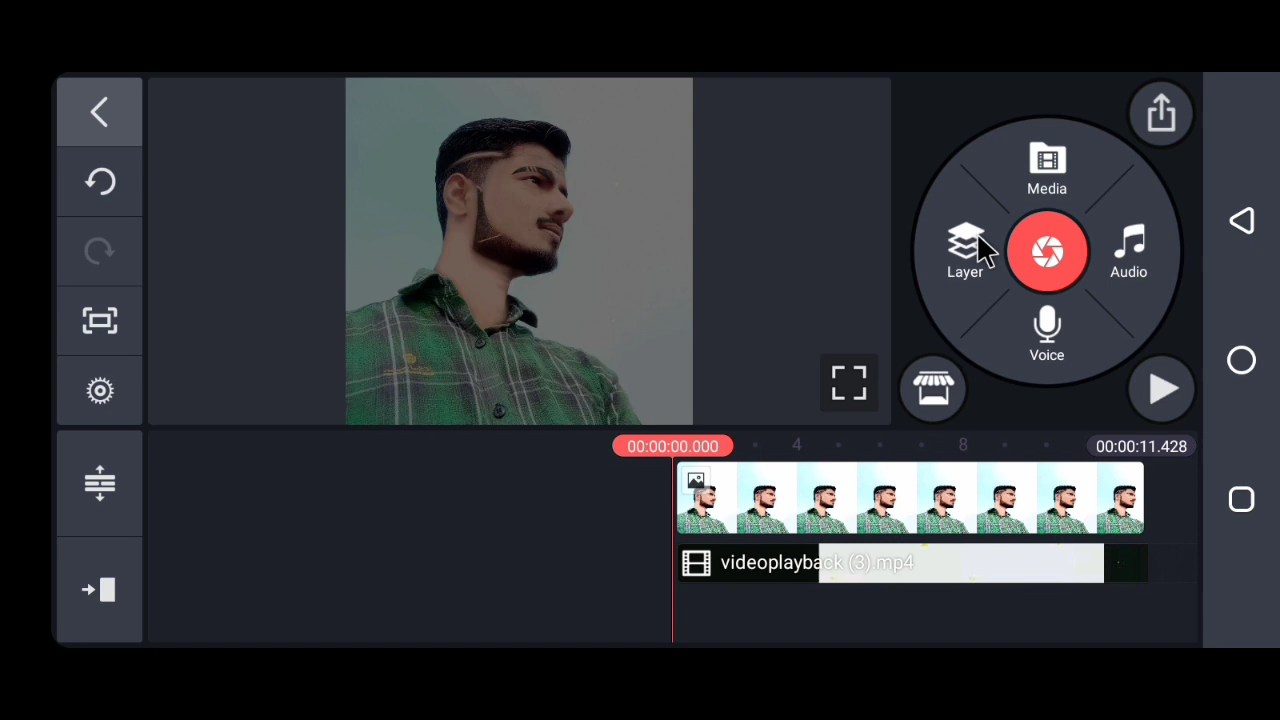 Media
Layer
Audio
Voice
00:00:00.000
4
8
00:00:11.428
videoplayback (3).mp4